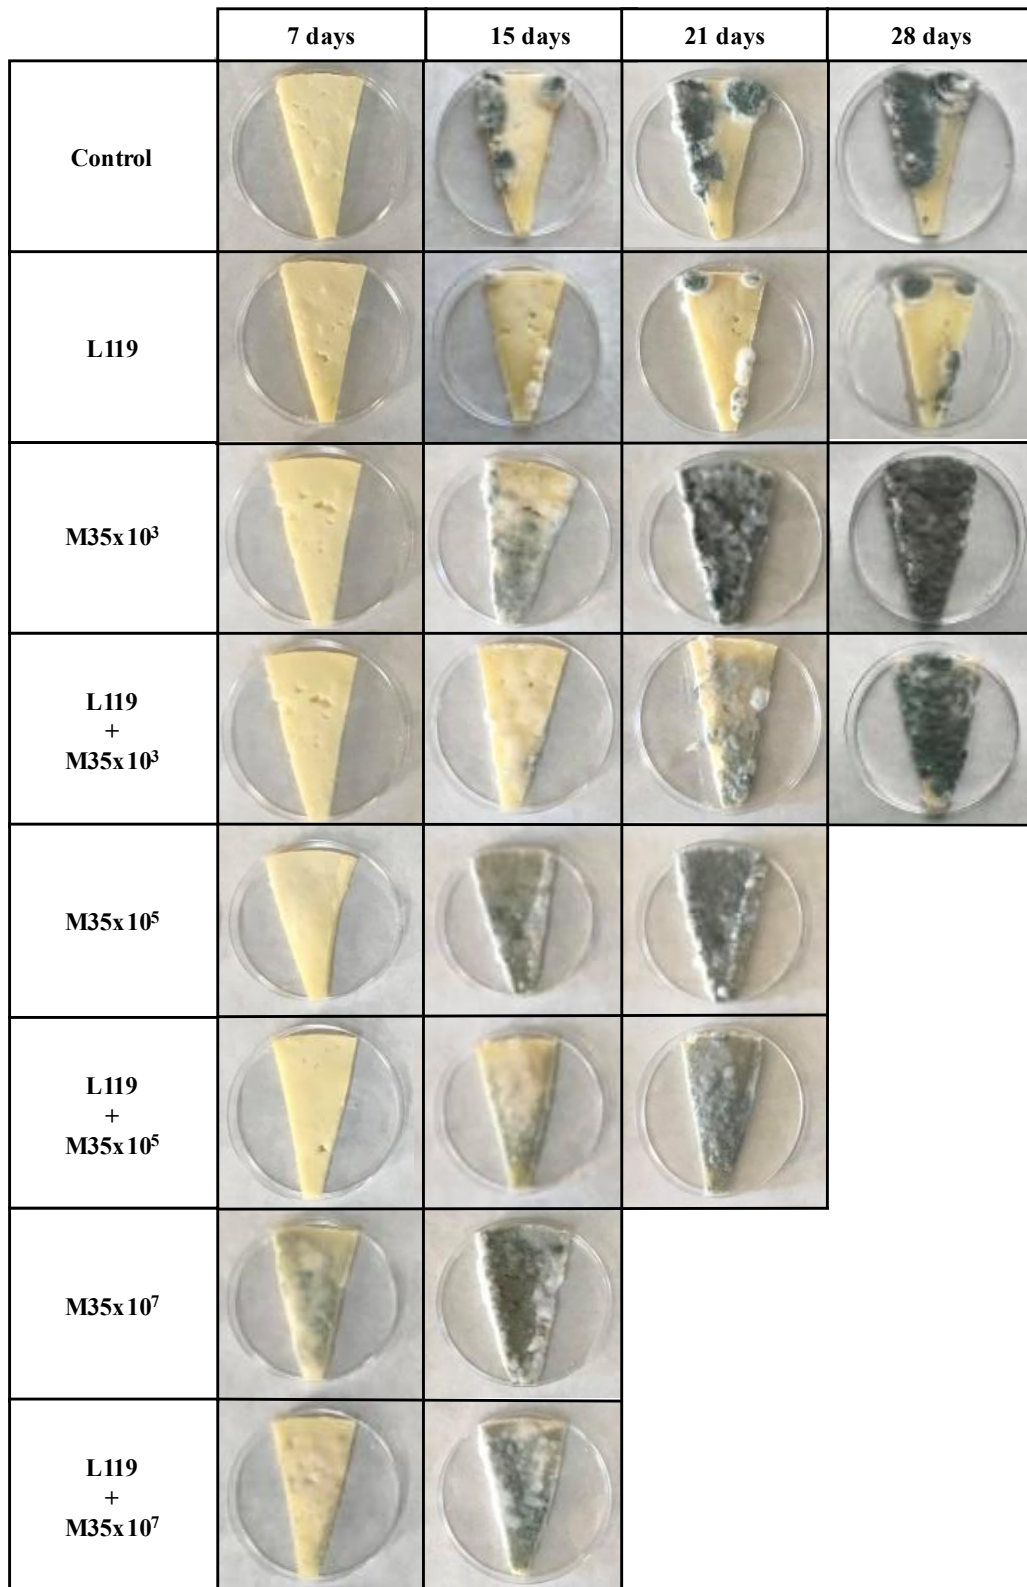 7 days 15 days 21 days 28 days
Control
L119
M35x10³
L119
+
M35x10³
M35x10⁵
L119
+
M35x10⁵
M35x10⁷
L119
+
M35x10⁷